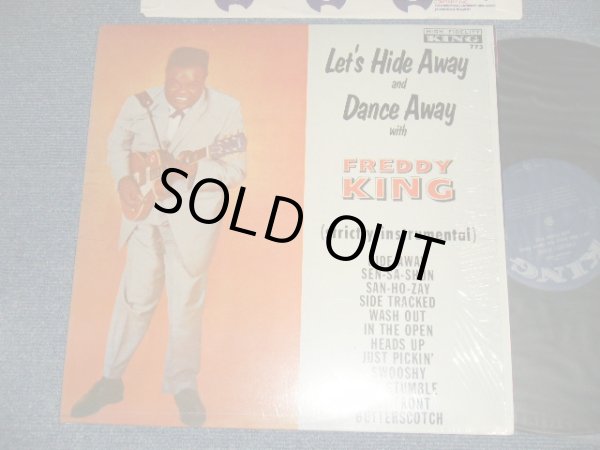 HIGH FIDELITY
KING
773
Let's Hide Away
and
Dance Away
with
FREDDY
KING
SOLD OUT
SEN-SA-SHUN
SAN-HO-ZAY
SIDE TRACKED
WASH OUT
IN THE OPEN
HEADS UP
JUST PICKIN'
SWOOSHY
BUTTERSCOTCH
KING